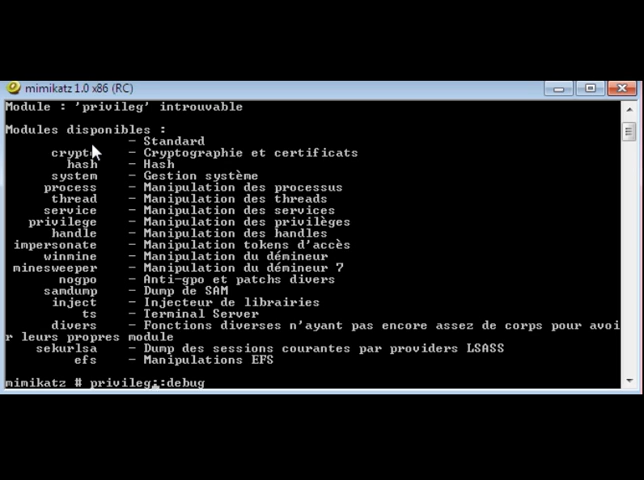 mimikatz 1.0 x86 (RC)
Module : 'privileg' introuvable
Modules disponibles :
- Standard
crypto - Cryptographie et certificats
hash - Hash
system - Gestion système
process - Manipulation des processus
thread - Manipulation des threads
service - Manipulation des services
privilege - Manipulation des privilèges
handle - Manipulation des handles
impersonate - Manipulation tokens d'accès
winmine - Manipulation du démineur
minesweeper - Manipulation du démineur 7
nogpo - Anti-gpo et patchs divers
samdump - Dump de SAM
inject - Injecteur de librairies
ts - Terminal Server
divers - Fonctions diverses n'ayant pas encore assez de corps pour avoi
r leurs propres module
sekurlsa - Dump des sessions courantes par providers LSASS
efs - Manipulations EFS
mimikatz # privileg::debug